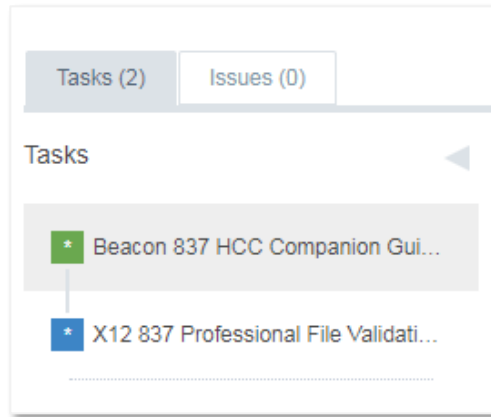 Tasks (2) Issues (0)
Tasks
* Beacon 837 HCC Companion Gui...
* X12 837 Professional File Validati...